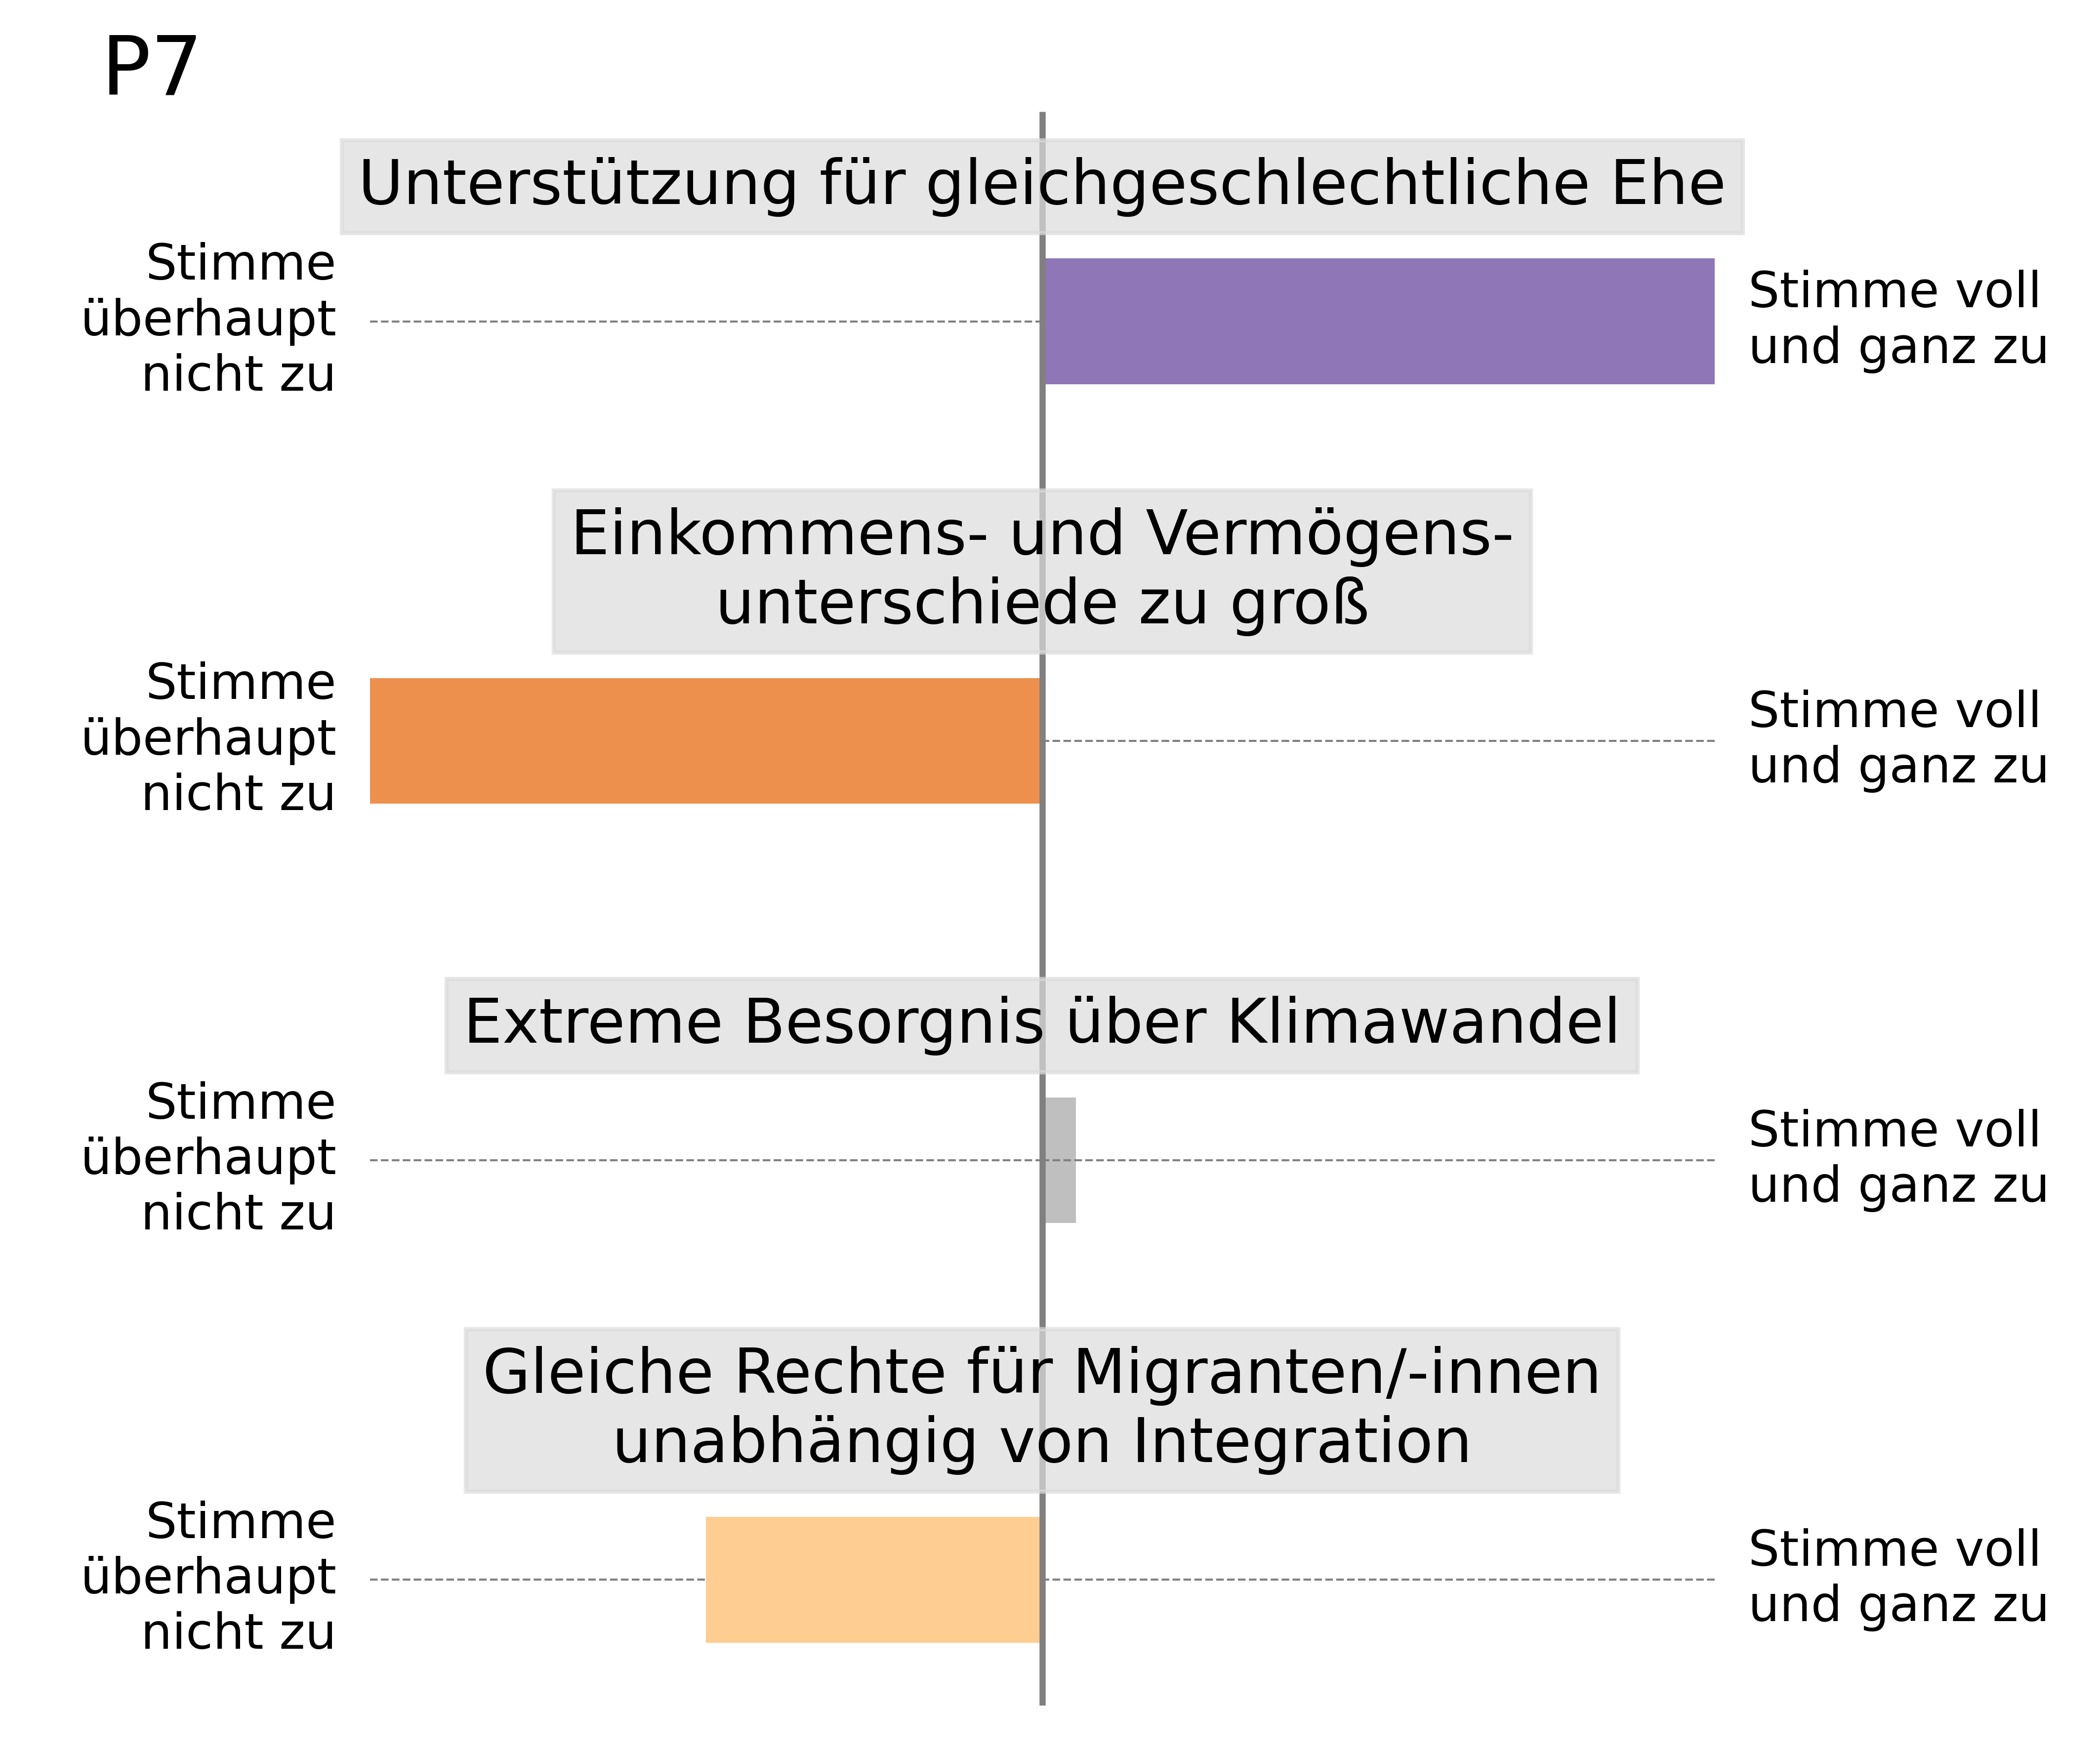 P7
Unterstützung für gleichgeschlechtliche Ehe
Stimme
überhaupt
nicht zu
Stimme voll
und ganz zu
Einkommens- und Vermögens-
unterschiede zu groß
Stimme
überhaupt
nicht zu
Stimme voll
und ganz zu
Extreme Besorgnis über Klimawandel
Stimme
überhaupt
nicht zu
Stimme voll
und ganz zu
Gleiche Rechte für Migranten/-innen
unabhängig von Integration
Stimme
überhaupt
nicht zu
Stimme voll
und ganz zu